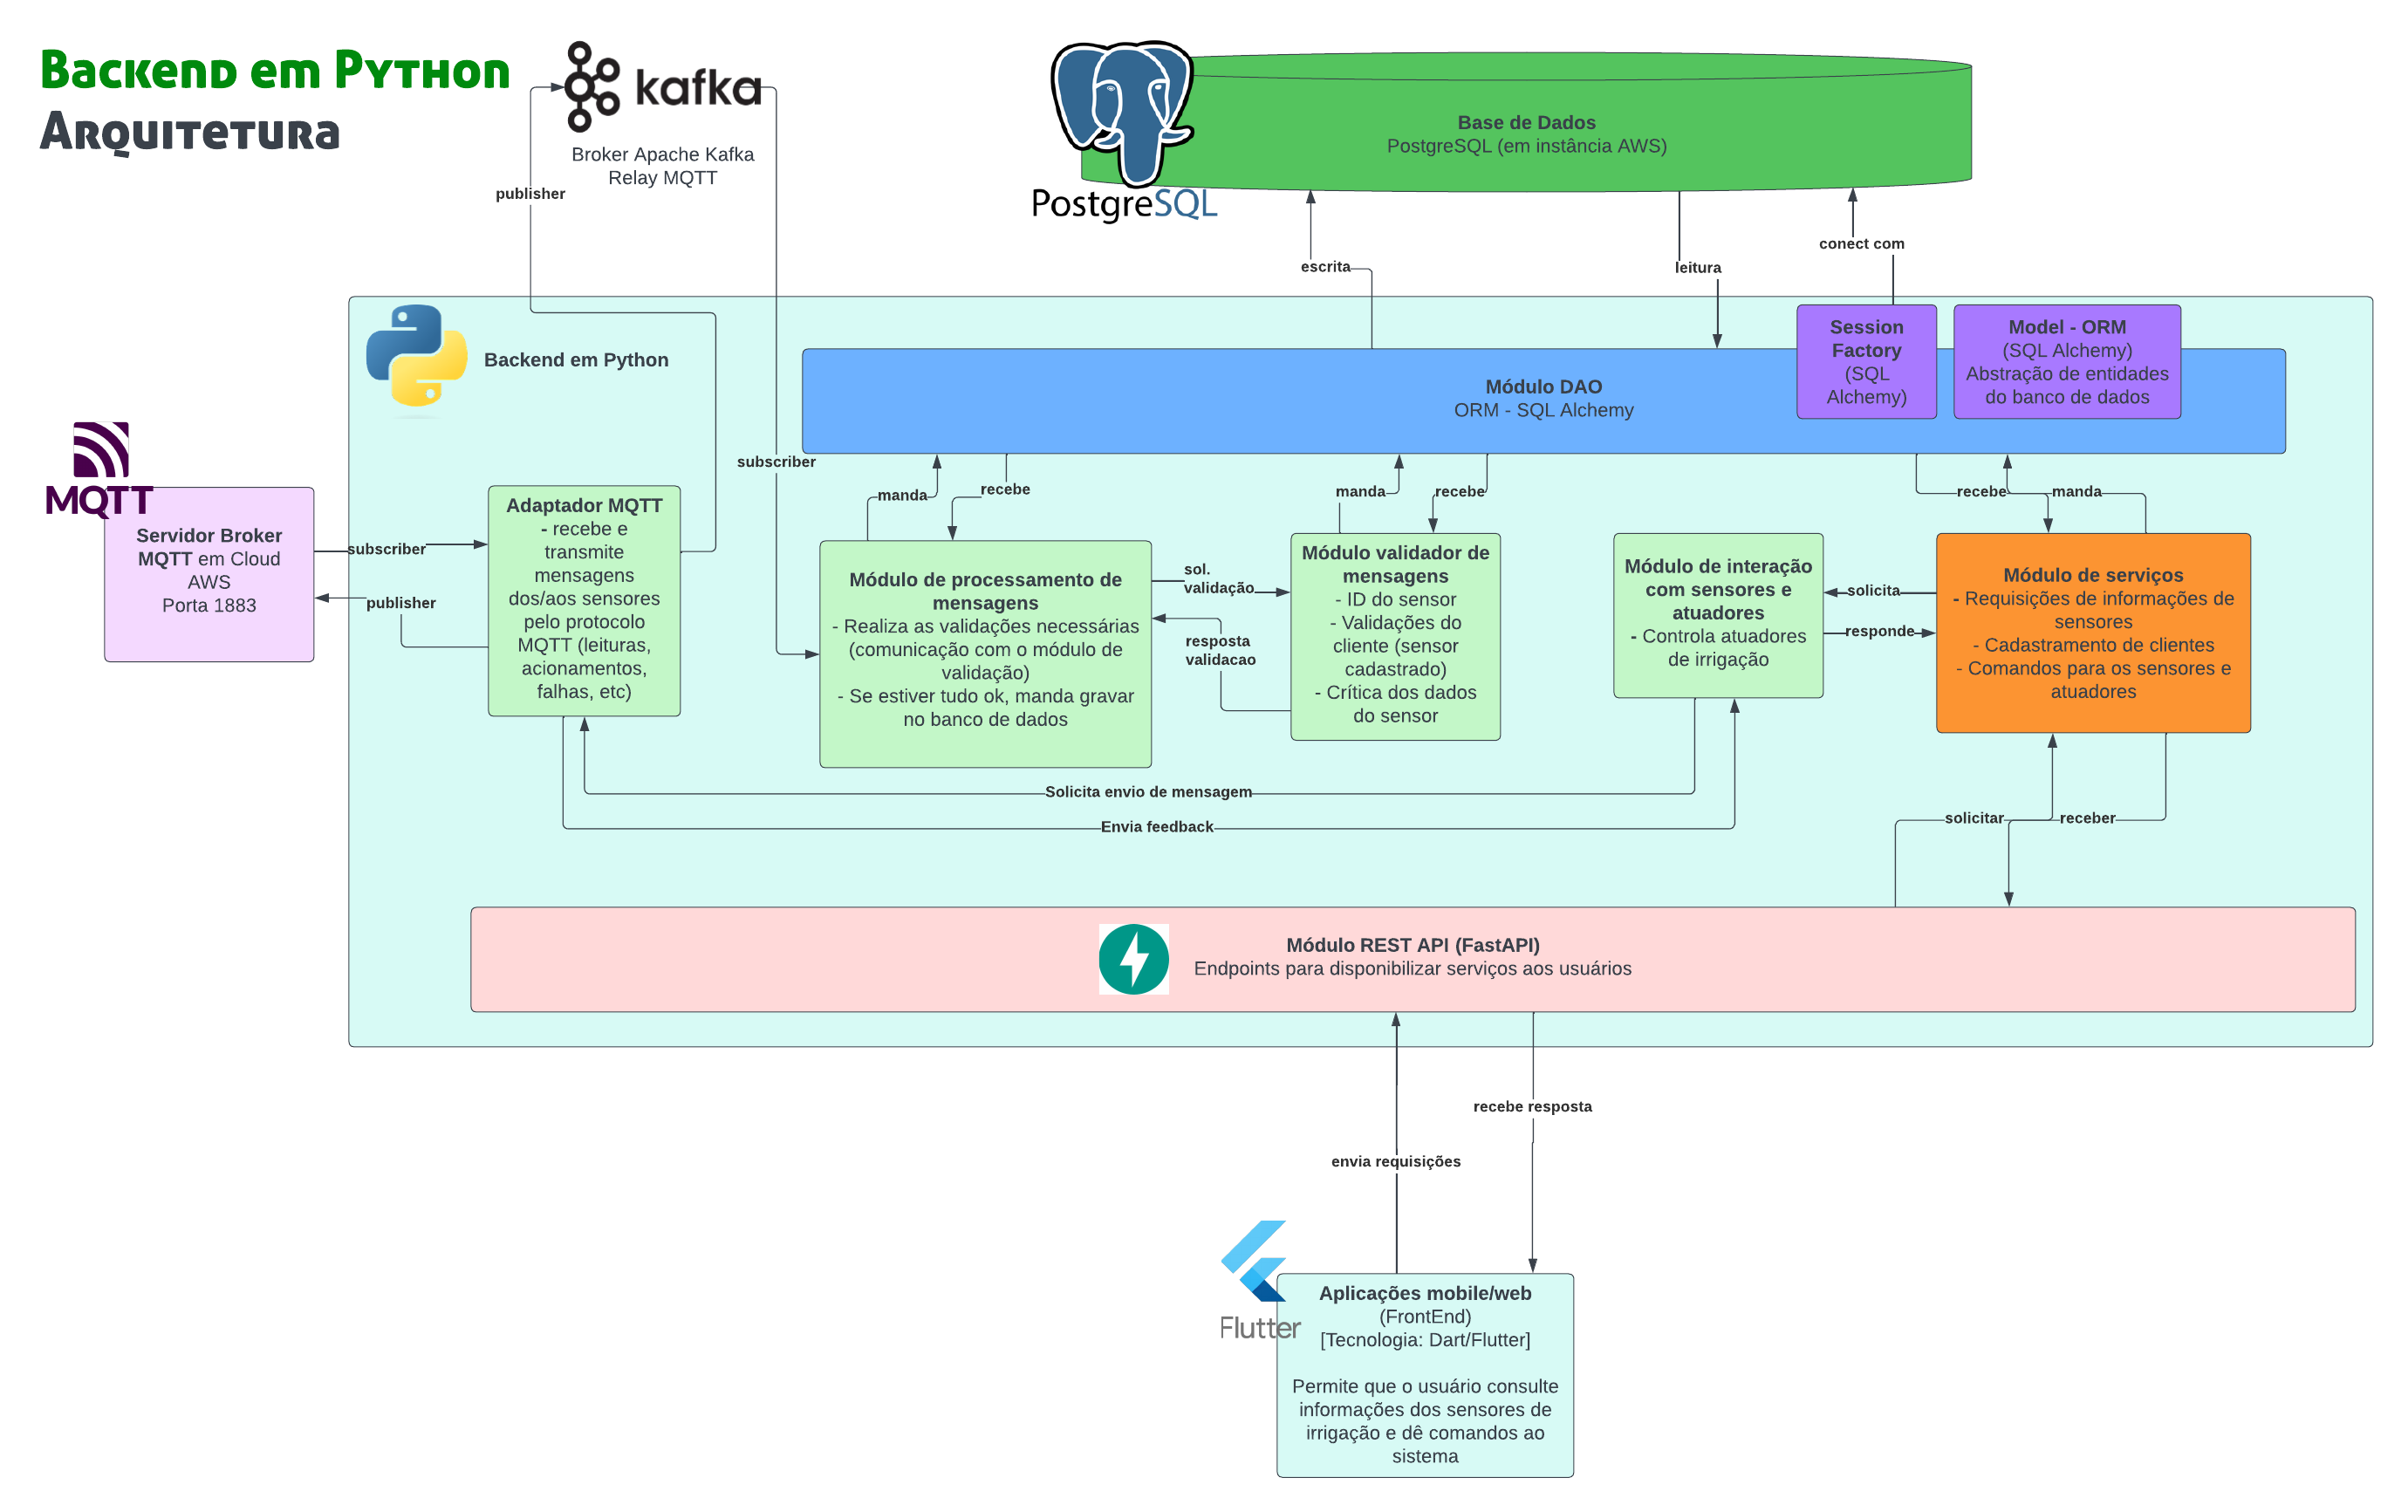 Backend em Python
Arquitetura
kafka
Broker Apache Kafka
Relay MQTT
publisher
PostgreSQL
Base de Dados
PostgreSQL (em instância AWS)
escrita
leitura
conect com
Backend em Python
Session
Factory
(SQL
Alchemy)
Model - ORM
(SQL Alchemy)
Abstração de entidades
do banco de dados
Módulo DAO
ORM - SQL Alchemy
subscriber
manda
recebe
manda
recebe
recebe
manda
MQTT
Servidor Broker
MQTT em Cloud
AWS
Porta 1883
subscriber
publisher
Adaptador MQTT
- recebe e
transmite
mensagens
dos/aos sensores
pelo protocolo
MQTT (leituras,
acionamentos,
falhas, etc)
Módulo de processamento de
mensagens
- Realiza as validações necessárias
(comunicação com o módulo de
validação)
- Se estiver tudo ok, manda gravar
no banco de dados
sol.
validação
resposta
validacao
Módulo validador de
mensagens
- ID do sensor
- Validações do
cliente (sensor
cadastrado)
- Crítica dos dados
do sensor
Módulo de interação
com sensores e
atuadores
- Controla atuadores
de irrigação
solicita
responde
Módulo de serviços
- Requisições de informações de
sensores
- Cadastramento de clientes
- Comandos para os sensores e
atuadores
Solicita envio de mensagem
Envia feedback
solicitar
receber
Módulo REST API (FastAPI)
Endpoints para disponibilizar serviços aos usuários
recebe resposta
envia requisições
Flutter
Aplicações mobile/web
(FrontEnd)
[Tecnologia: Dart/Flutter]
Permite que o usuário consulte
informações dos sensores de
irrigação e dê comandos ao
sistema